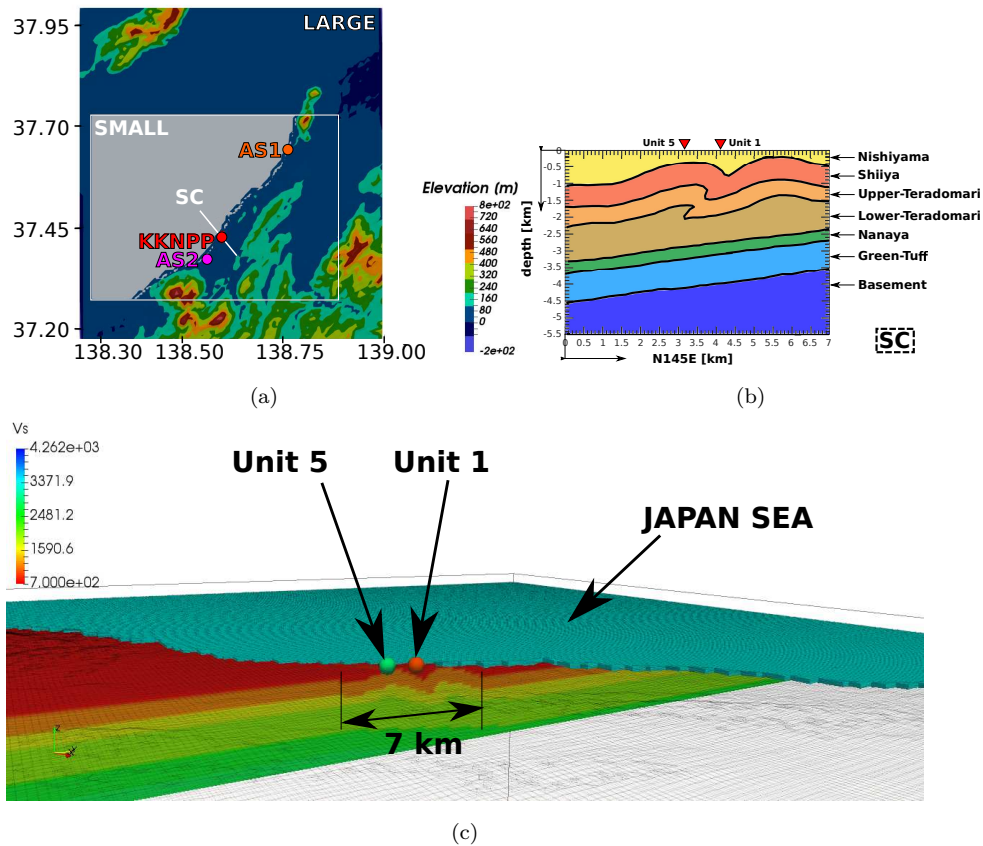 37.95
LARGE
37.70
SMALL
AS1
SC
37.45
KKNPP
AS2
37.20
138.30 138.50 138.75 139.00
Elevation (m)
8e+02
720
640
560
480
400
320
240
160
80
0
-2e+02
(a)
Unit 5 Unit 1
0
-0.5
-1
-1.5
-2
-2.5
-3
-3.5
-4
-4.5
-5
-5.5
depth [km]
0 0.5 1 1.5 2 2.5 3 3.5 4 4.5 5 5.5 6 6.5 7
N145E [km]
Nishiyama
Shiiya
Upper-Teradomari
Lower-Teradomari
Nanaya
Green-Tuff
Basement
SC
(b)
Vs
4.262e+03
3371.9
2481.2
1590.6
7.000e+02
Unit 5 Unit 1
JAPAN SEA
7 km
Z
(c)